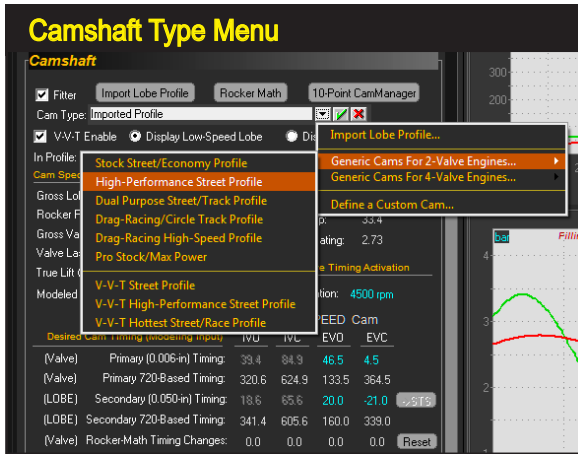 Camshaft Type Menu
Camshaft
Fitter Import Lobe Profile Rocker Math 10-Point CamManager
Cam Type: Imported Profile
V-V-T Enable Display Low-Speed Lobe
In Profile:
Import Lobe Profile...
Generic Cams For 2-Valve Engines...
Generic Cams For 4-Valve Engines...
Define a Custom Cam...
Stock Street/Economy Profile
High-Performance Street Profile
Dual Purpose Street/Track Profile
Drag-Racing/Circle Track Profile
Drag-Racing High-Speed Profile
Pro Stock/Max Power
V-V-T Street Profile
V-V-T High-Performance Street Profile
V-V-T Hottest Street/Race Profile
Cam
Gross
Rocker
33.4
Gross
2.73
Valve
True Lift
Timing Activation
Modeled 4500 rpm
Cam
Desired Cam Timing (Modeling Input) IVO IVC EVO EVC
(Valve) Primary (0.006-in) Timing: 39.4 84.9 46.5 4.5
(Valve) Primary 720-Based Timing: 320.6 624.9 133.5 364.5
(LOBE) Secondary (0.050-in) Timing: 18.6 65.6 20.0 -21.0
(LOBE) Secondary 720-Based Timing: 341.4 605.6 160.0 339.0
(Valve) Rocker-Math Timing Changes: 0.0 0.0 0.0 0.0 Reset
300
200
bar
4
3
2